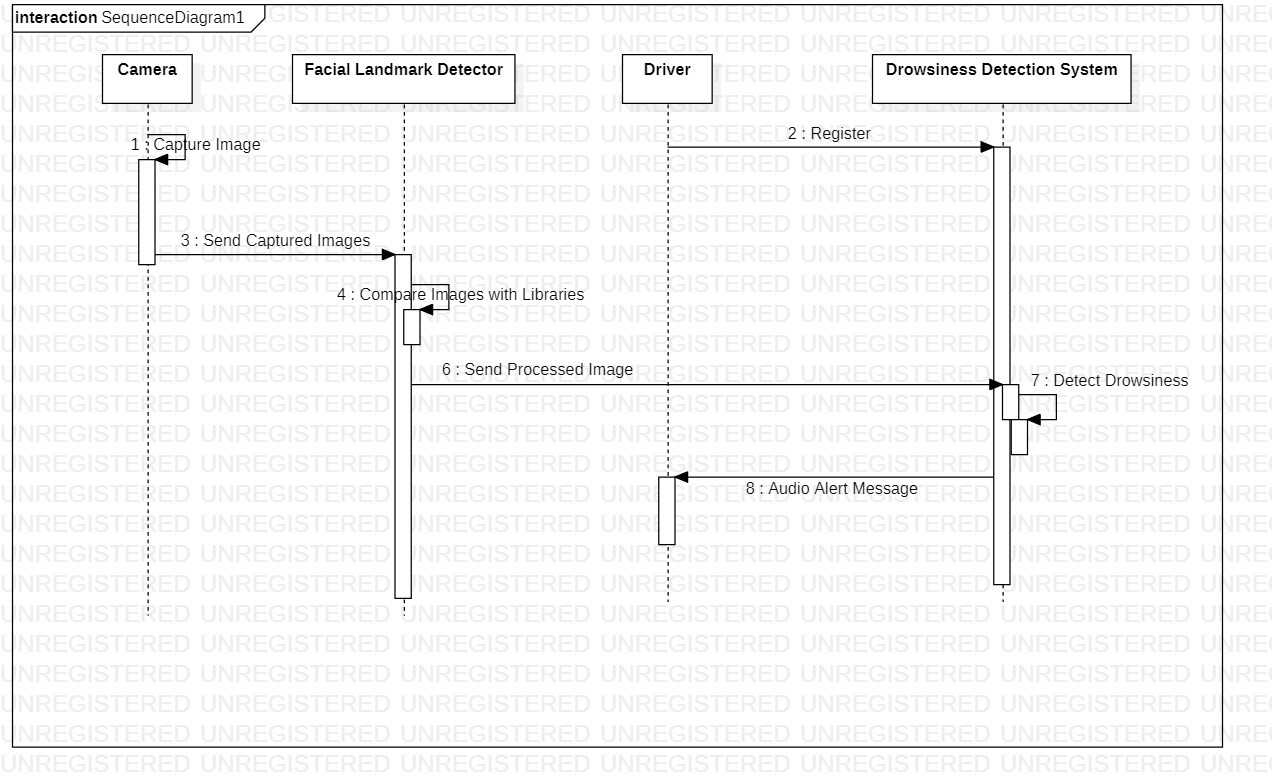 interaction SequenceDiagram1
Camera
Facial Landmark Detector
Driver
Drowsiness Detection System
1 : Capture Image
2 : Register
3 : Send Captured Images
4 : Compare Images with Libraries
6 : Send Processed Image
7 : Detect Drowsiness
8 : Audio Alert Message
UNREGISTERED